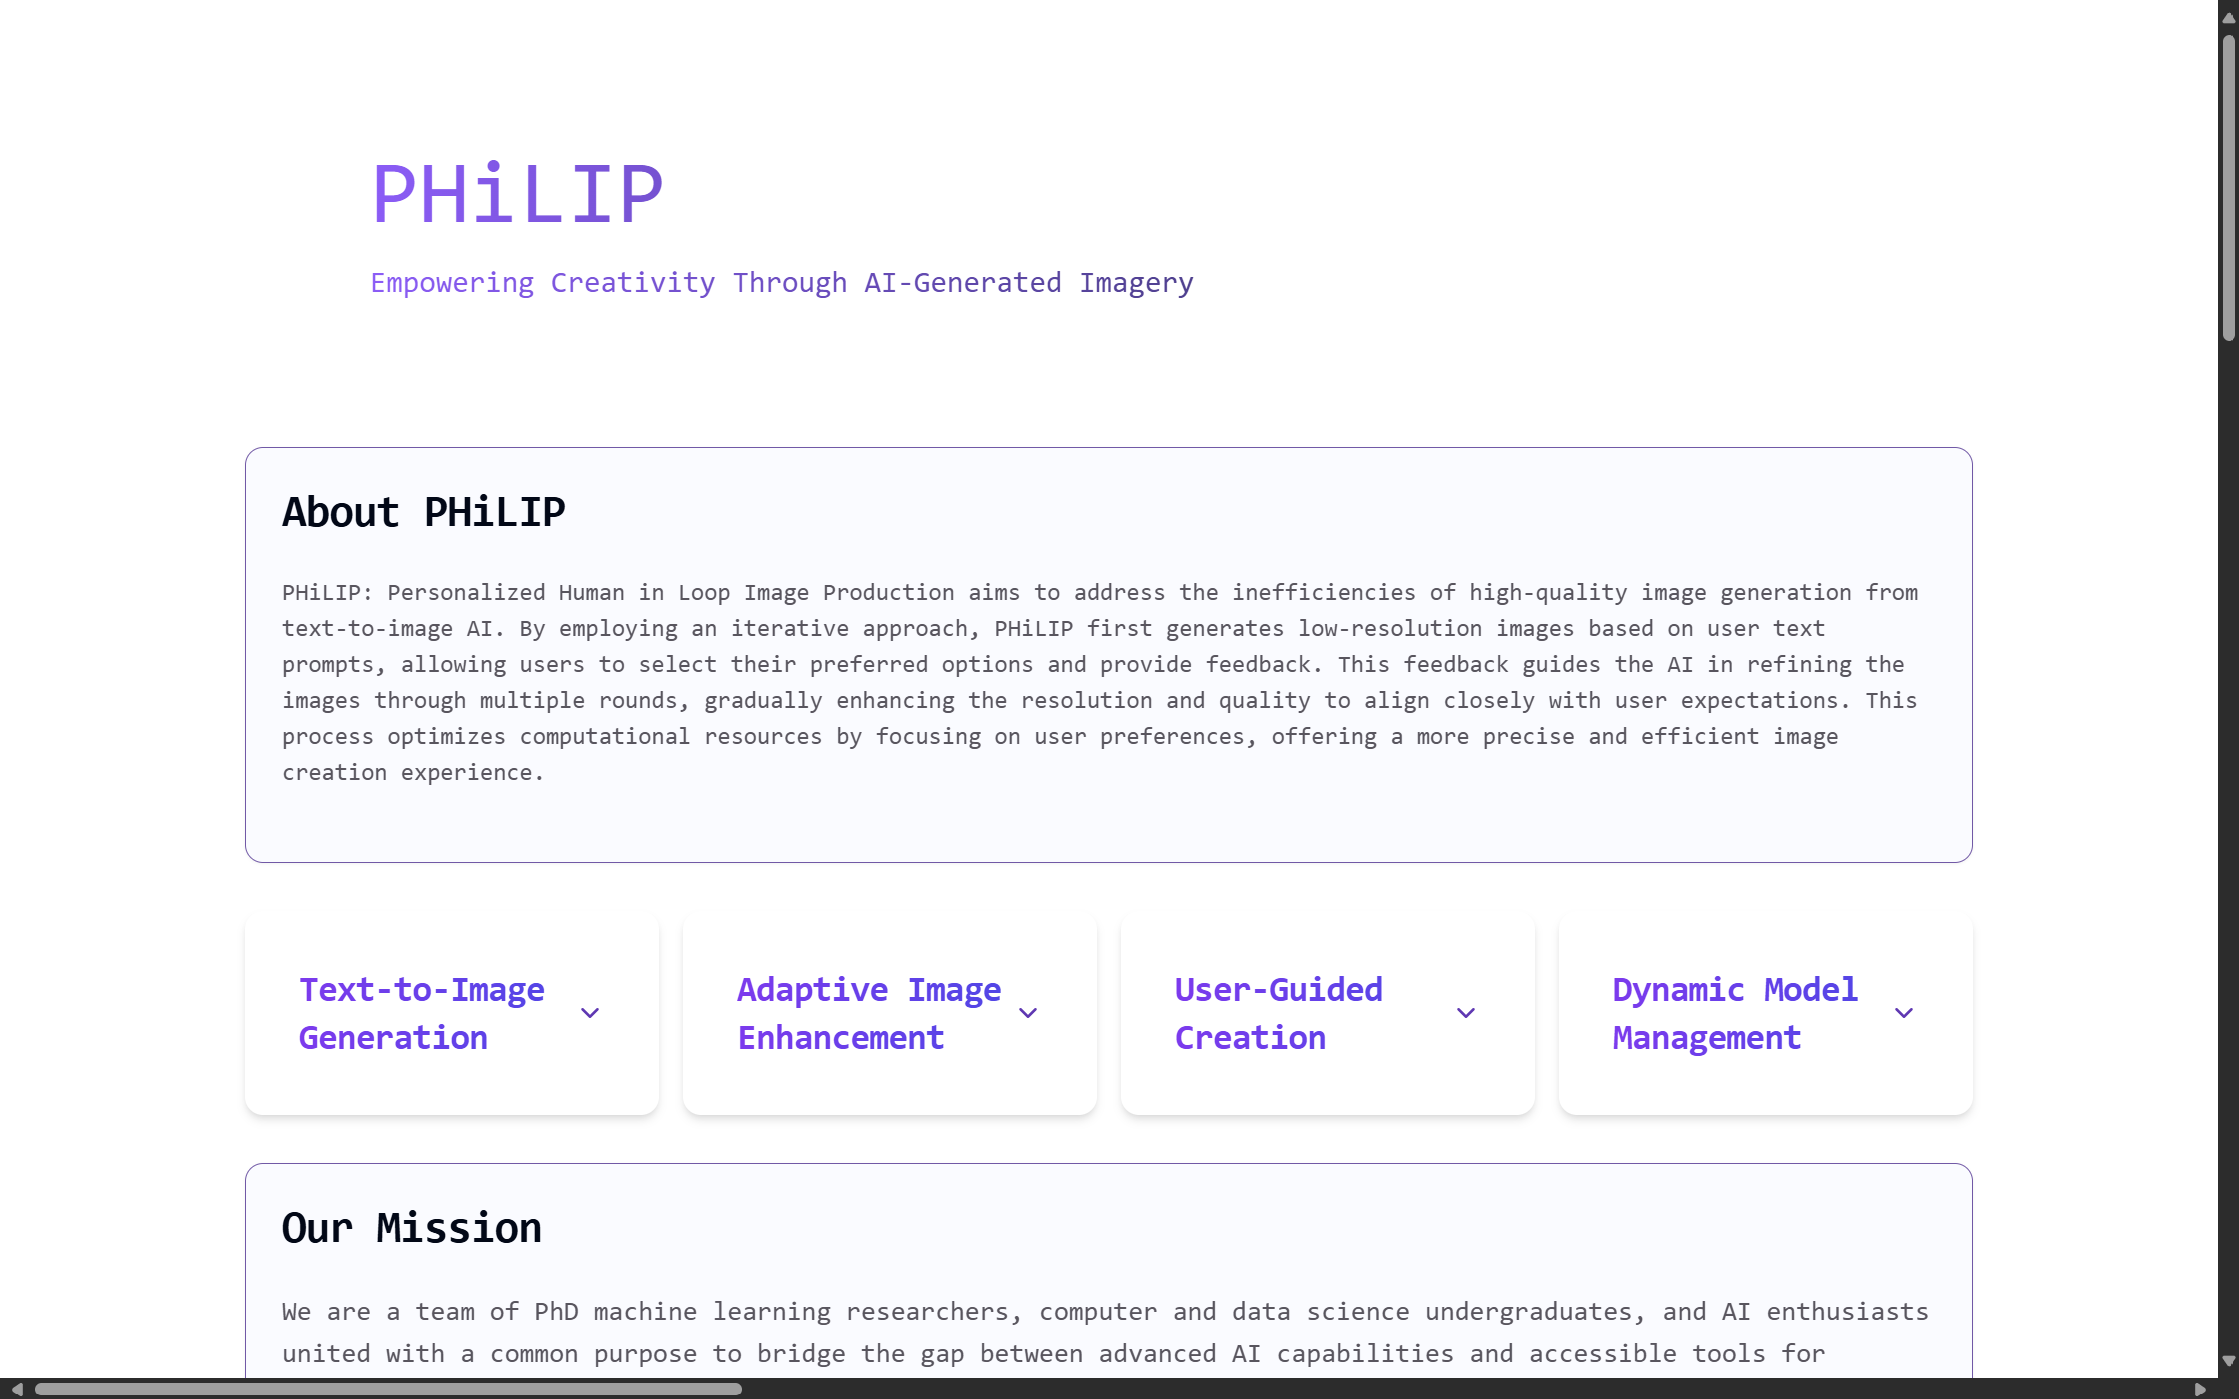 PHiLIP
Empowering Creativity Through AI-Generated Imagery
About PHiLIP
PHiLIP: Personalized Human in Loop Image Production aims to address the inefficiencies of high-quality image generation from
text-to-image AI. By employing an iterative approach, PHiLIP first generates low-resolution images based on user text
prompts, allowing users to select their preferred options and provide feedback. This feedback guides the AI in refining the
images through multiple rounds, gradually enhancing the resolution and quality to align closely with user expectations. This
process optimizes computational resources by focusing on user preferences, offering a more precise and efficient image
creation experience.
Text-to-Image
Generation
Adaptive Image
Enhancement
User-Guided
Creation
Dynamic Model
Management
Our Mission
We are a team of PhD machine learning researchers, computer and data science undergraduates, and AI enthusiasts
united with a common purpose to bridge the gap between advanced AI capabilities and accessible tools for